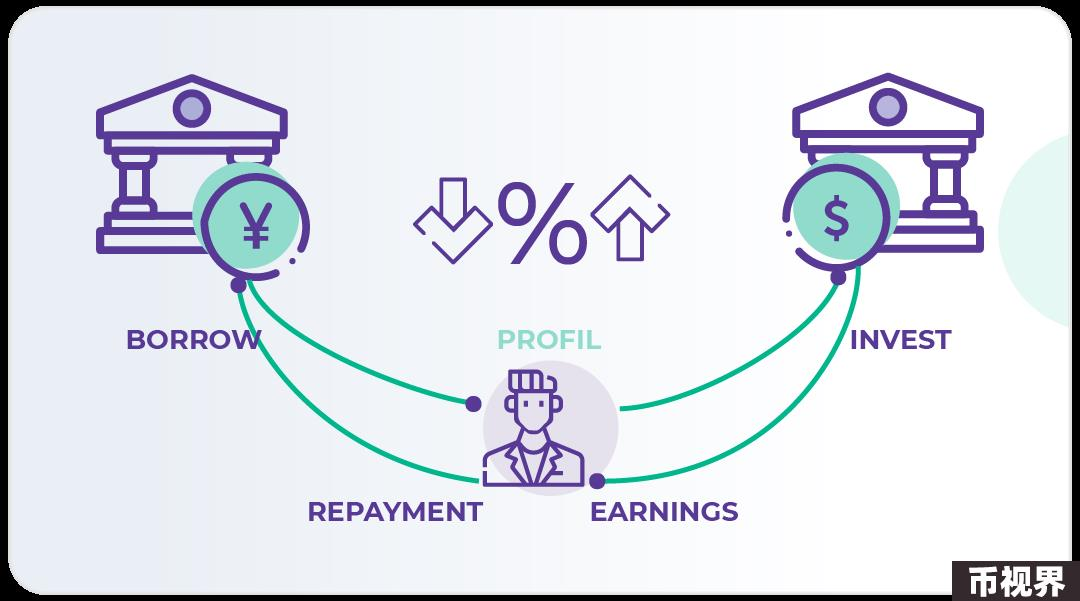 ¥
%
$
BORROW
PROFIL
INVEST
REPAYMENT
EARNINGS
币视界